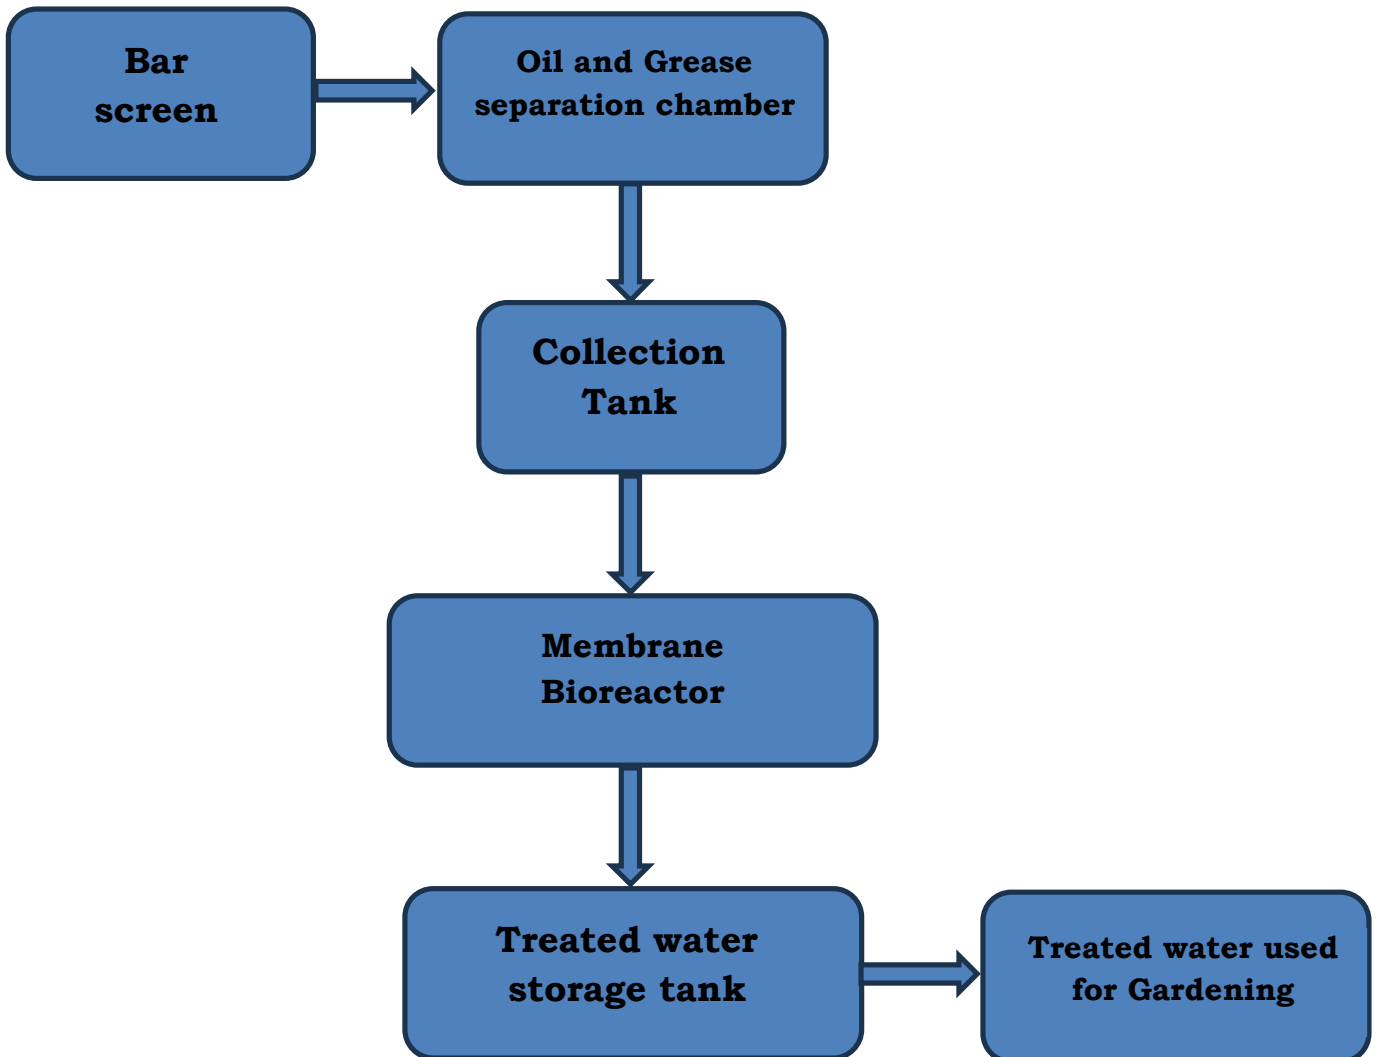 Bar
screen
Oil and Grease
separation chamber
Collection
Tank
Membrane
Bioreactor
Treated water
storage tank
Treated water used
for Gardening